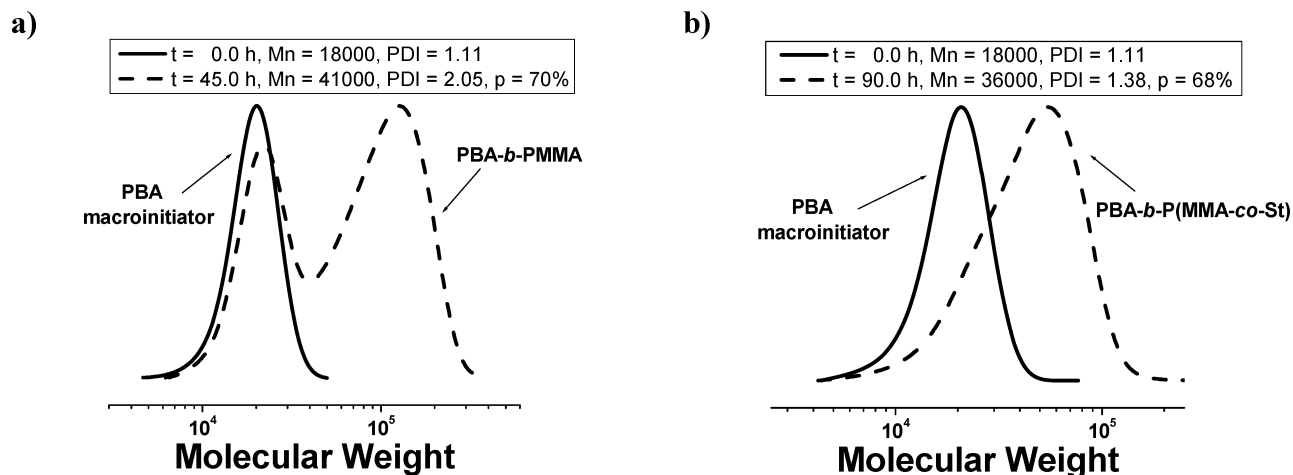 a)
t = 0.0 h, Mn = 18000, PDI = 1.11
t = 45.0 h, Mn = 41000, PDI = 2.05, p = 70%
PBA-b-PMMA
PBA
macroinitiator
10⁴ 10⁵
Molecular Weight
b)
t = 0.0 h, Mn = 18000, PDI = 1.11
t = 90.0 h, Mn = 36000, PDI = 1.38, p = 68%
PBA
macroinitiator
PBA-b-P(MMA-co-St)
10⁴ 10⁵
Molecular Weight